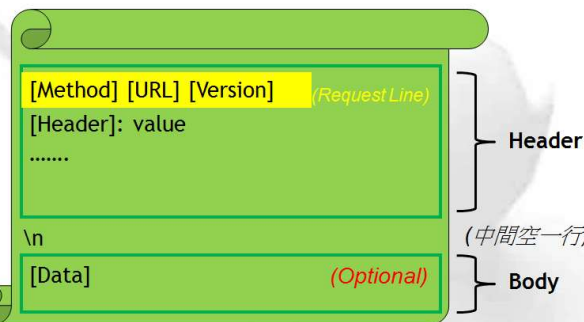 [Method] [URL] [Version] (Request Line)
[Header]: value
.......
Header
\n (中間空一行)
[Data] (Optional)
Body